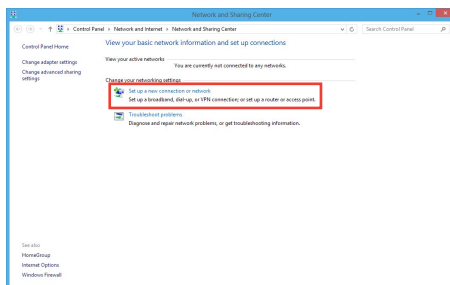 Network and Sharing Center
Control Panel » Network and Internet » Network and Sharing Center
Search Control Panel
Control Panel Home
Change adapter settings
Change advanced sharing
settings
View your basic network information and set up connections
View your active networks
You are currently not connected to any networks.
Change your networking settings
Set up a new connection or network
Set up a broadband, dial-up, or VPN connection; or set up a router or access point.
Troubleshoot problems
Diagnose and repair network problems, or get troubleshooting information.
See also
HomeGroup
Internet Options
Windows Firewall